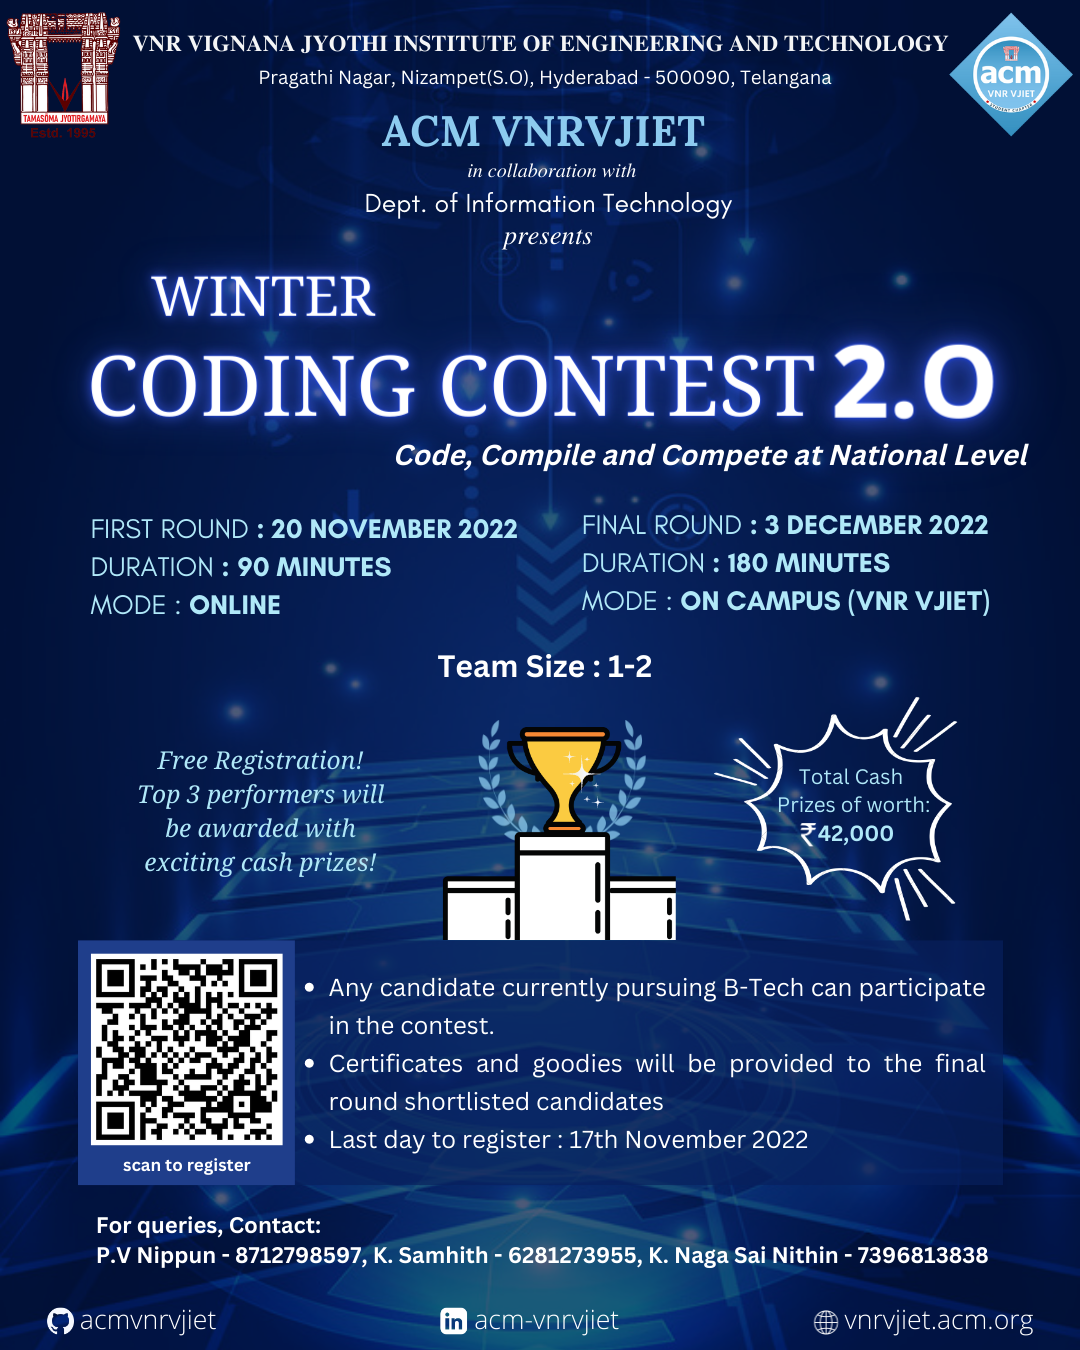 VNR VIGNANA JYOTHI INSTITUTE OF ENGINEERING AND TECHNOLOGY
Pragathi Nagar, Nizampet(S.O), Hyderabad - 500090, Telangana
TAMASOMA JYOTIRGAMAYA
Estd. 1995
acm
VNR VJIET
STUDENT CHAPTER
ACM VNRVJIET
in collaboration with
Dept. of Information Technology
presents
WINTER
CODING CONTEST 2.0
Code, Compile and Compete at National Level
FIRST ROUND : 20 NOVEMBER 2022
DURATION : 90 MINUTES
MODE : ONLINE
FINAL ROUND : 3 DECEMBER 2022
DURATION : 180 MINUTES
MODE : ON CAMPUS (VNR VJIET)
Team Size : 1-2
Free Registration!
Top 3 performers will
be awarded with
exciting cash prizes!
Total Cash
Prizes of worth:
₹42,000
scan to register
• Any candidate currently pursuing B-Tech can participate
in the contest.
• Certificates and goodies will be provided to the final
round shortlisted candidates
• Last day to register : 17th November 2022
For queries, Contact:
P.V Nippun - 8712798597, K. Samhith - 6281273955, K. Naga Sai Nithin - 7396813838
acmvnrvjiet
acm-vnrvjiet
vnrvjiet.acm.org